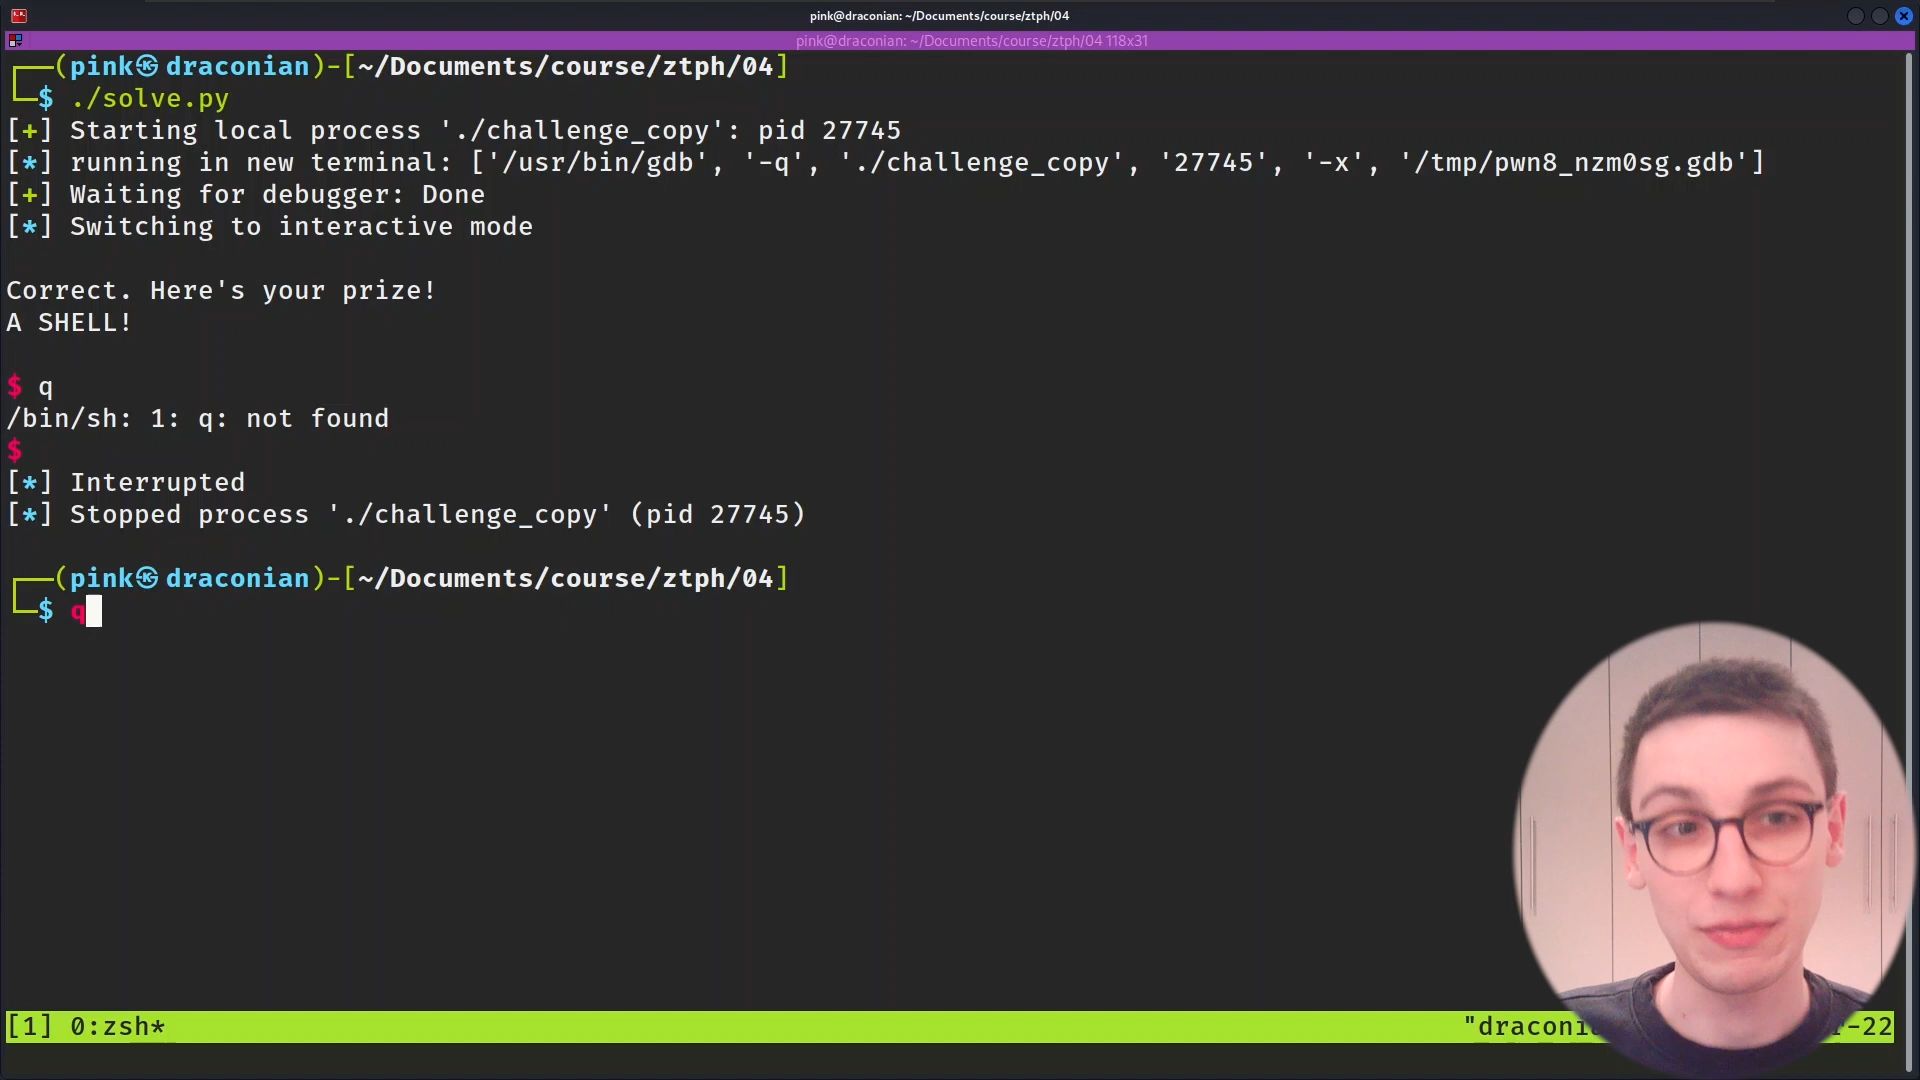 pink@draconian: ~/Documents/course/ztph/04
pink@draconian: ~/Documents/course/ztph/04 118x31
┌──(pink㉿draconian)-[~/Documents/course/ztph/04]
└─$ ./solve.py
[+] Starting local process './challenge_copy': pid 27745
[*] running in new terminal: ['/usr/bin/gdb', '-q', './challenge_copy', '27745', '-x', '/tmp/pwn8_nzm0sg.gdb']
[+] Waiting for debugger: Done
[*] Switching to interactive mode
Correct. Here's your prize!
A SHELL!
$ q
/bin/sh: 1: q: not found
$
[*] Interrupted
[*] Stopped process './challenge_copy' (pid 27745)
┌──(pink㉿draconian)-[~/Documents/course/ztph/04]
└─$ q
[1] 0:zsh* -22